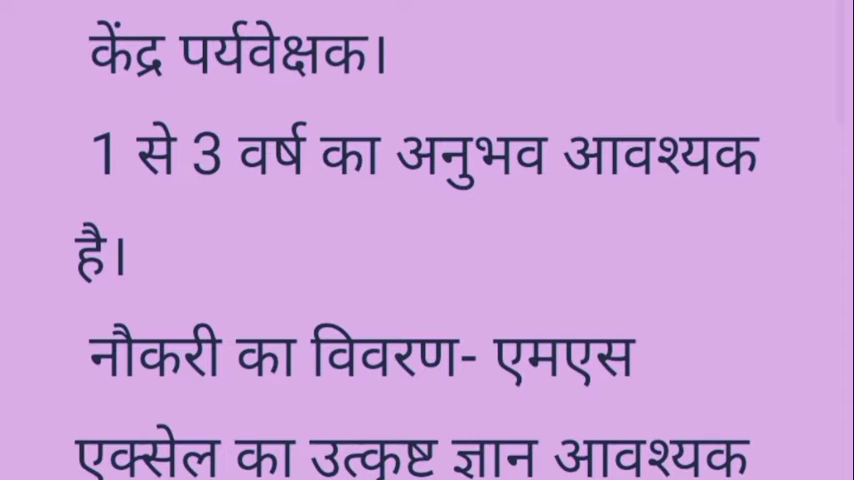 केंद्र पर्यवेक्षक।
1 से 3 वर्ष का अनुभव आवश्यक
है।
नौकरी का विवरण- एमएस
एक्सेल का उत्कृष्ट ज्ञान आवश्यक